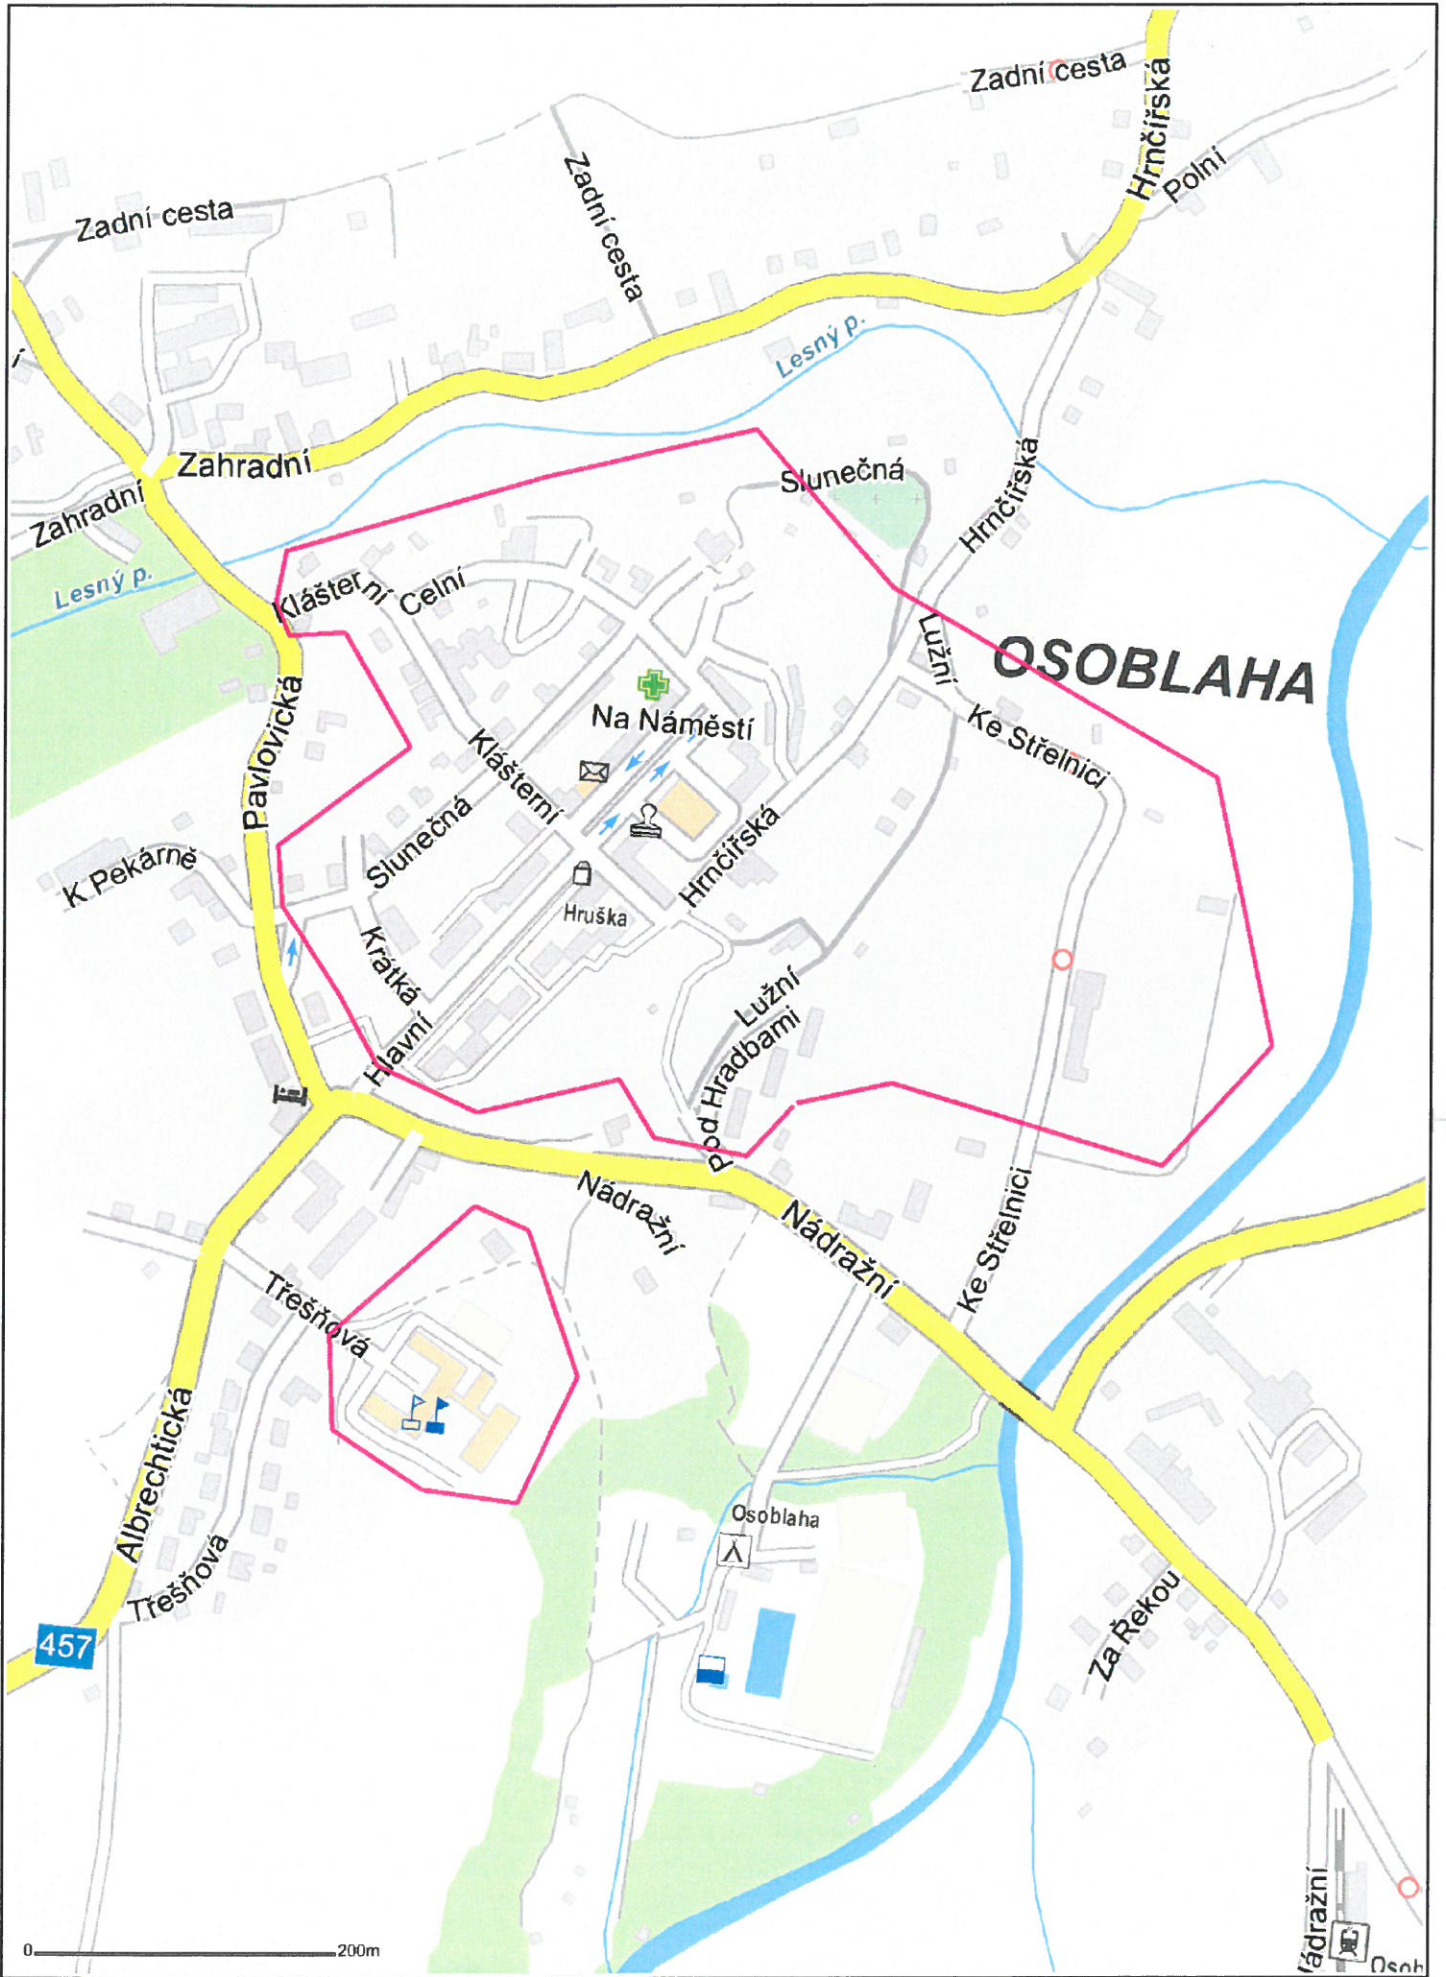 Zadní cesta
Hrnčířská
Polní
Zadní cesta
Zadní cesta
Lesný p.
Zahradní
Zahradní
Slunečná
Hrnčířská
Lesný p.
Klášterní
Celní
Lužní
OSOBLAHA
Pavlovická
Na Náměstí
Ke Střelnici
Klášterní
Slunečná
K Pekárně
Hrnčířská
Hruška
Krátká
Lužní
Hlavní
Pod Hradbami
Nádražní
Nádražní
Ke Střelnici
Třešňová
Albrechtická
Osoblaha
Třešňová
Za Řekou
457
ádražní
0 200m
Osob